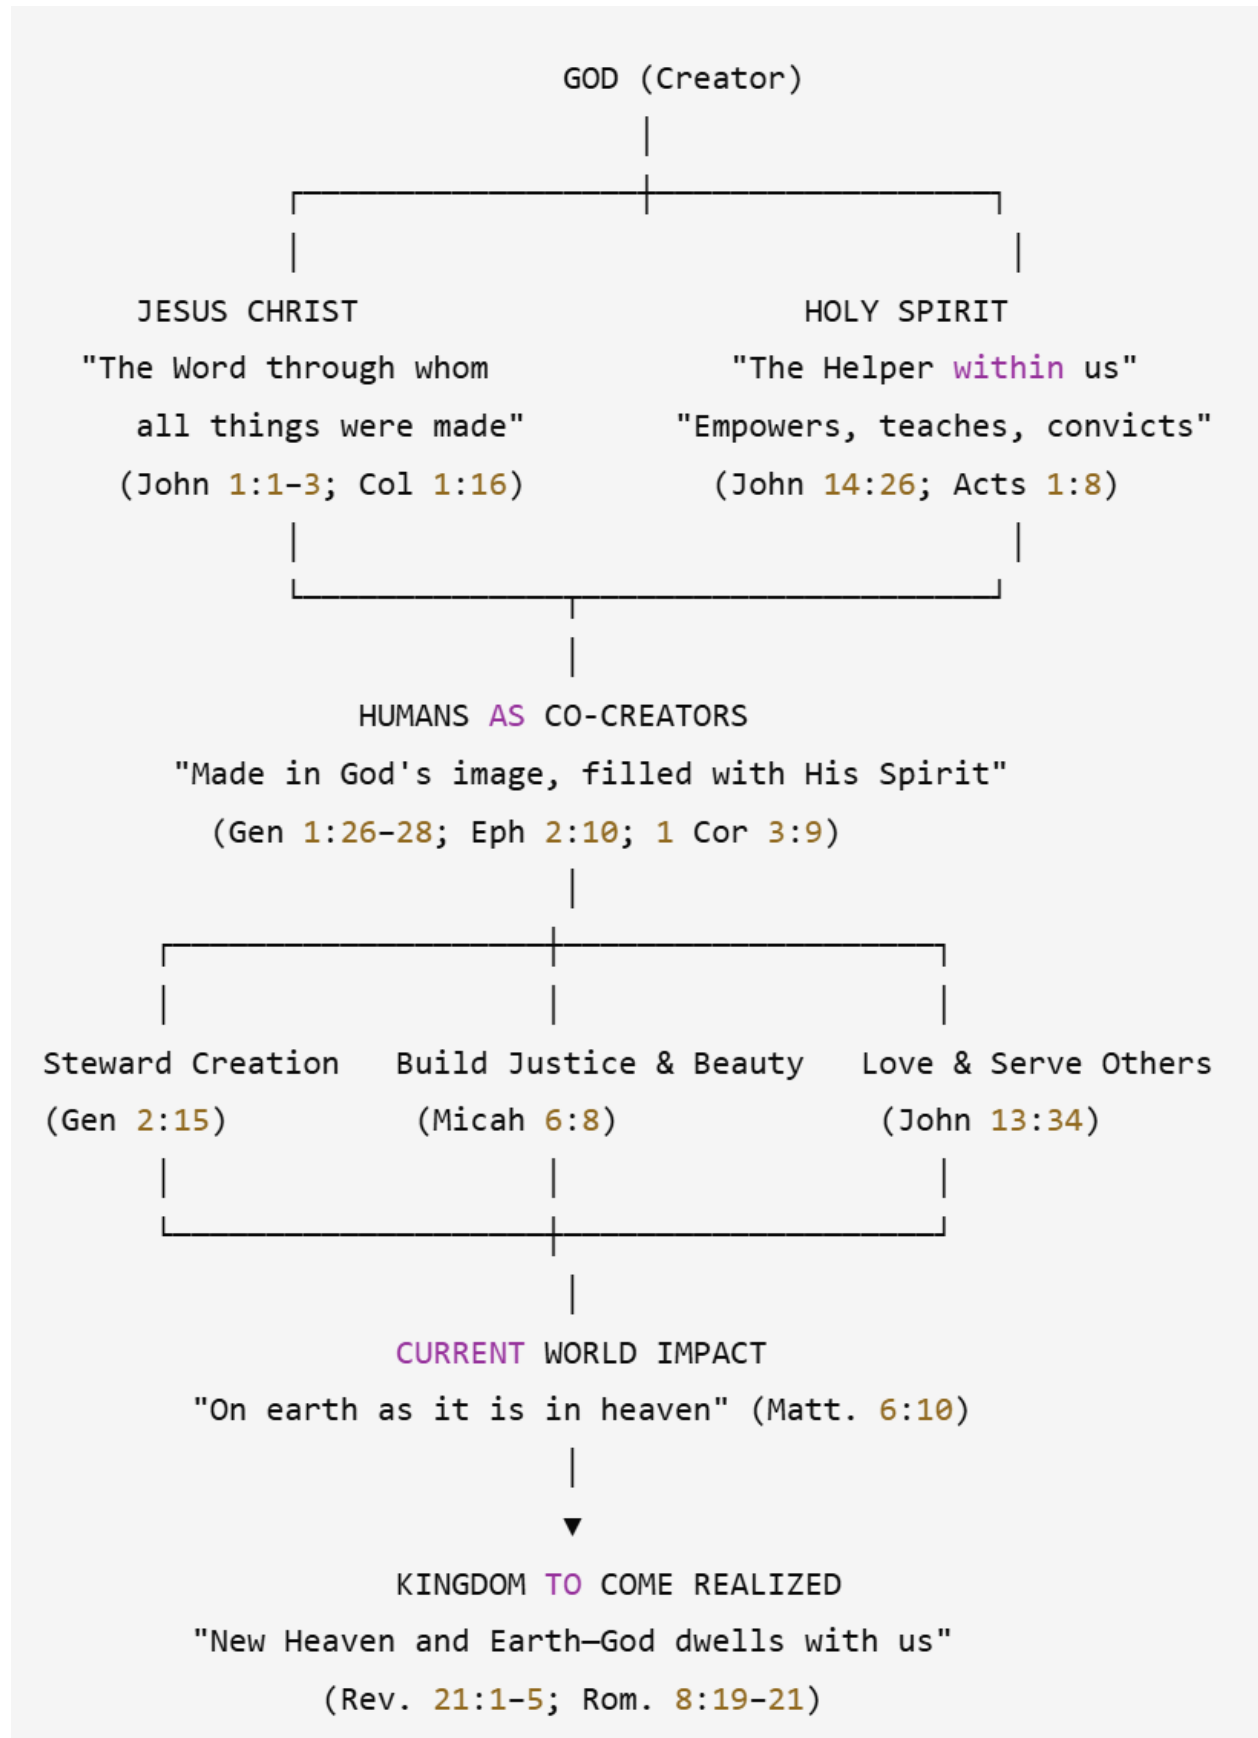 GOD (Creator)
JESUS CHRIST
"The Word through whom
all things were made"
(John 1:1–3; Col 1:16)
HOLY SPIRIT
"The Helper within us"
"Empowers, teaches, convicts"
(John 14:26; Acts 1:8)
HUMANS AS CO-CREATORS
"Made in God's image, filled with His Spirit"
(Gen 1:26–28; Eph 2:10; 1 Cor 3:9)
Steward Creation
(Gen 2:15)
Build Justice & Beauty
(Micah 6:8)
Love & Serve Others
(John 13:34)
CURRENT WORLD IMPACT
"On earth as it is in heaven" (Matt. 6:10)
KINGDOM TO COME REALIZED
"New Heaven and Earth—God dwells with us"
(Rev. 21:1–5; Rom. 8:19–21)